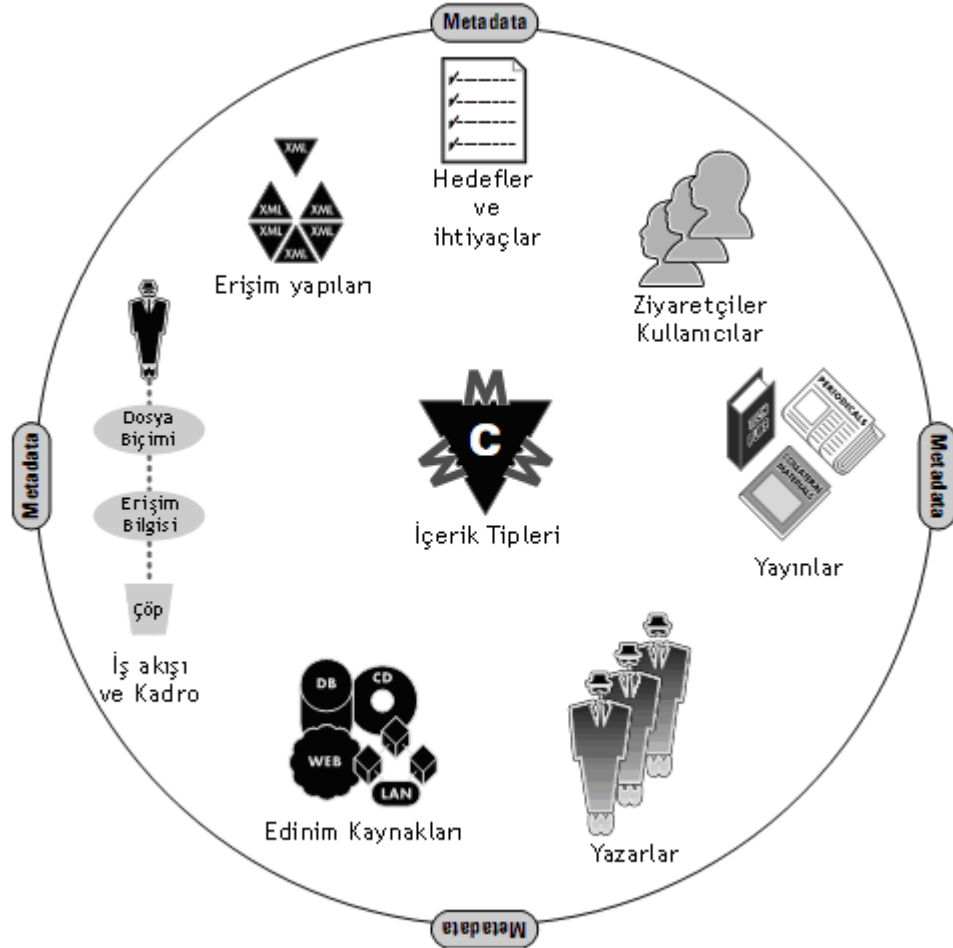 Metadata
Hedefler
ve
ihtiyaçlar
XML
XML
XML
XML
XML
XML
Erişim yapıları
Ziyaretçiler
Kullanıcılar
Dosya
Biçimi
Erişim
Bilgisi
Çöp
İş akışı
ve Kadro
Metadata
M
C
M
M
İçerik Tipleri
PERIODICALS
COLLATERAL
MATERIALS
Yayınlar
Metadata
DB
CD
WEB
LAN
Edinim Kaynakları
Yazarlar
Metadata